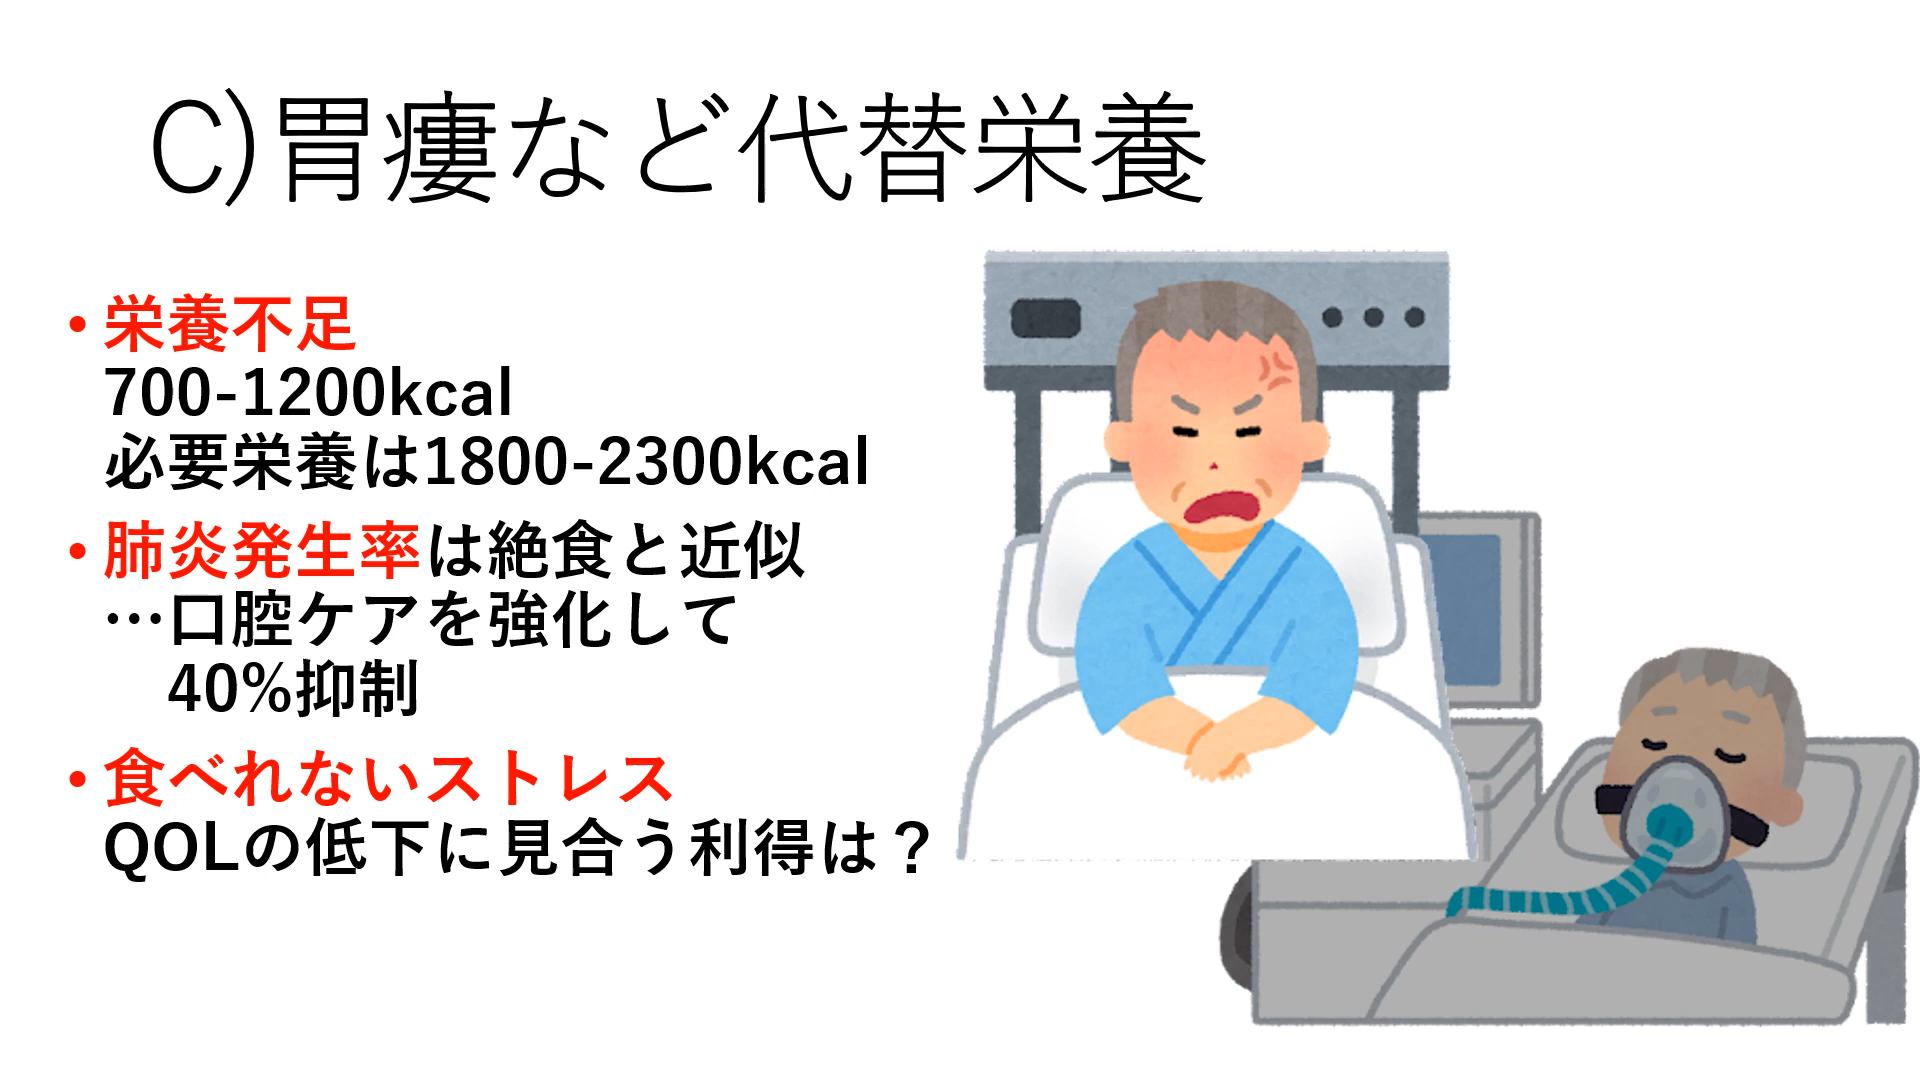 C)胃瘻など代替栄養
• 栄養不足
700-1200kcal
必要栄養は1800-2300kcal
• 肺炎発生率は絶食と近似
…口腔ケアを強化して
40%抑制
• 食べれないストレス
QOLの低下に見合う利得は？